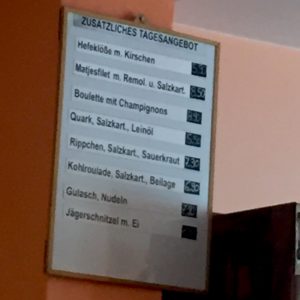 ZUSÄTZLICHES TAGESANGEBOT
Hefeklöße m. Kirschen
Matjesfilet m. Remol. u. Salzkart.
Boulette mit Champignons
Quark, Salzkart., Leinöl
Rippchen, Salzkart., Sauerkraut
Kohlroulade, Salzkart., Beilage
Gulasch, Nudeln
Jägerschnitzel m. Ei